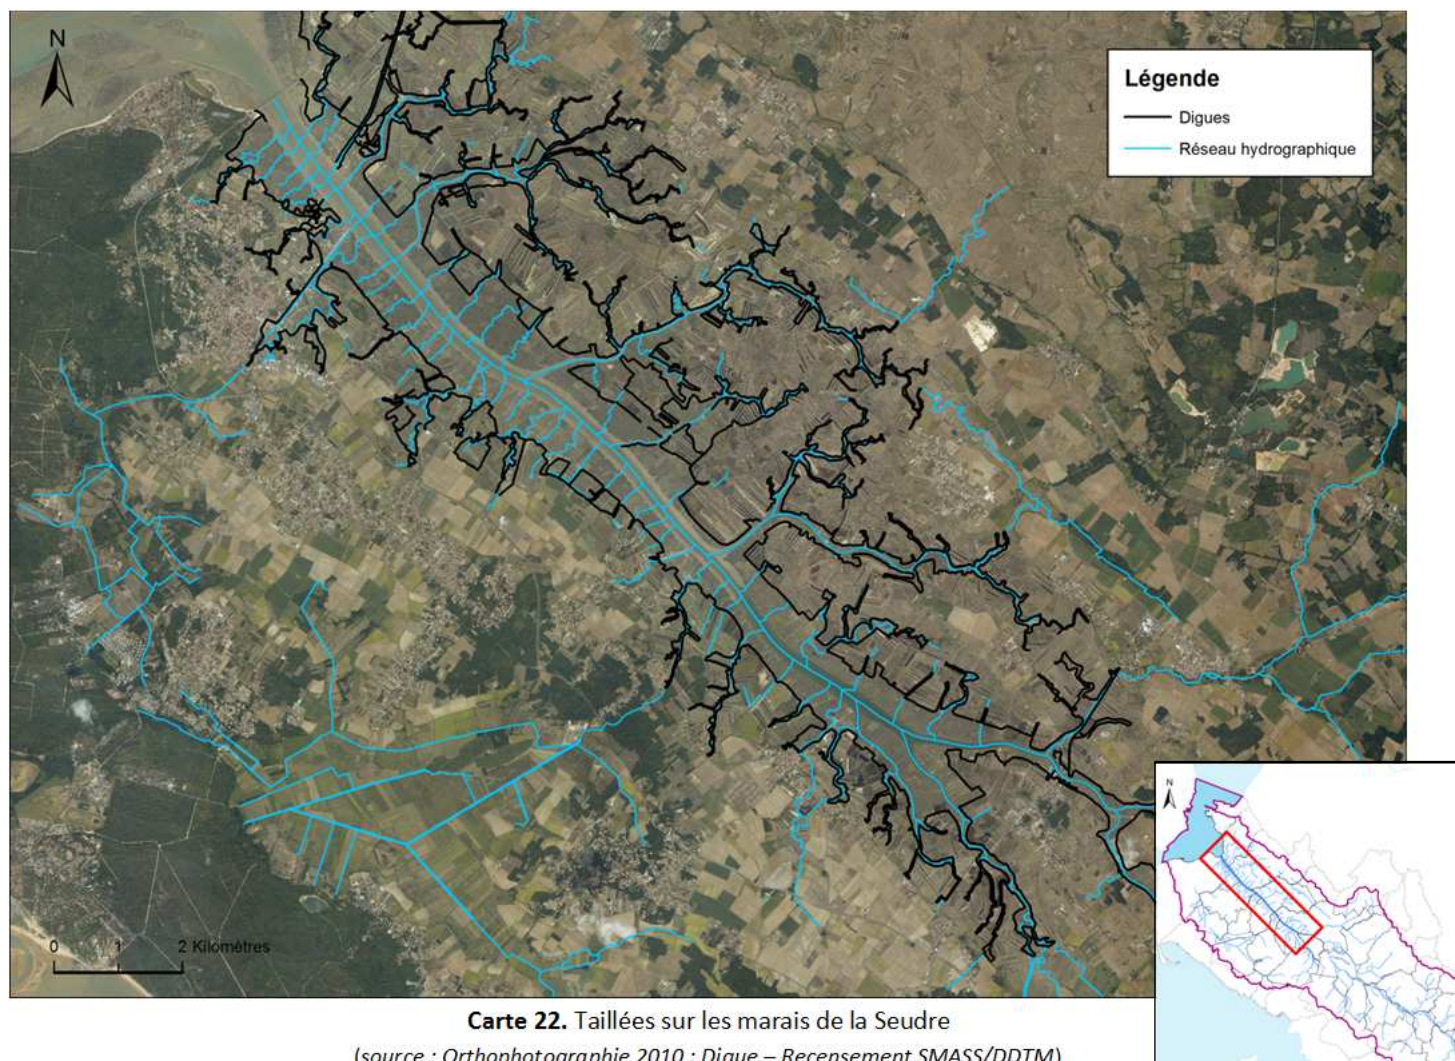 N
Légende
Digues
Réseau hydrographique
0 1 2 Kilomètres
N
Carte 22. Taillées sur les marais de la Seudre
(source : Orthophotographie 2010 ; Digue – Recensement SMASS/DDTM)